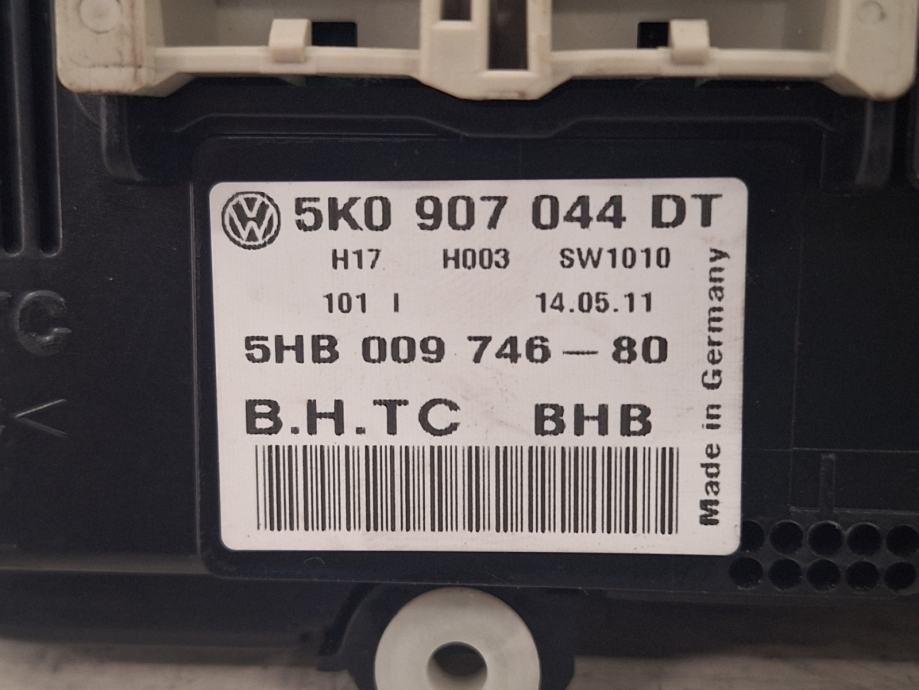 5K0 907 044 DT
H17 H003 SW1010
101 I 14.05.11
5HB 009 746-80
B.H.TC BHB
Made in Germany
TC